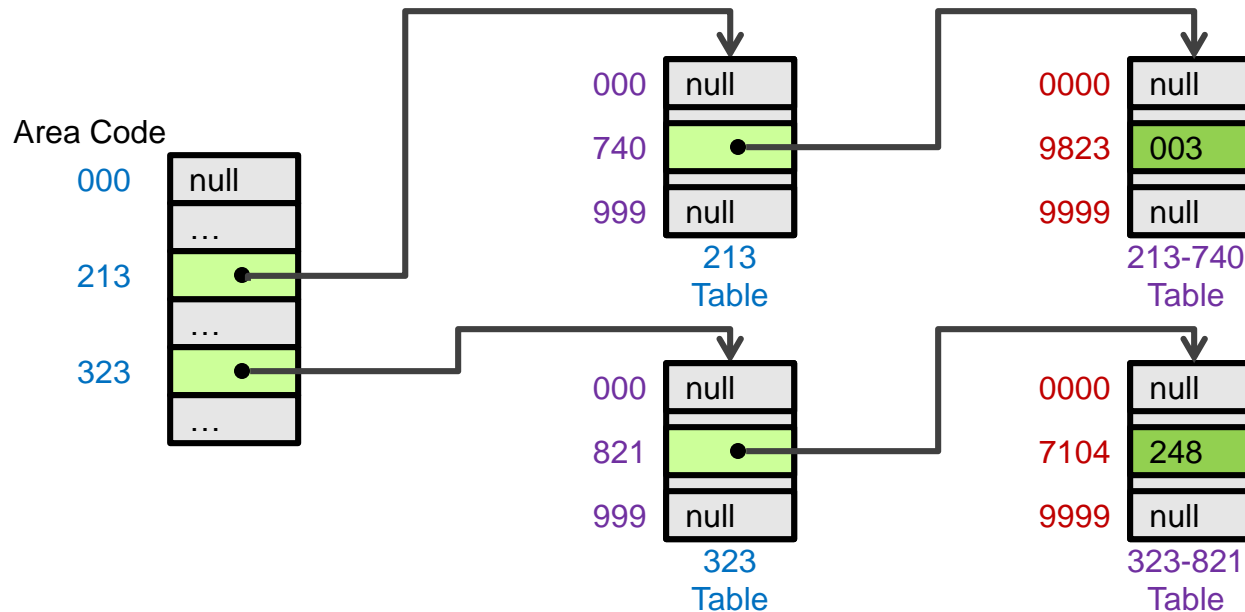 Area Code
000 null
…
213
…
323
…
000 null
740
999 null
213
Table
0000 null
9823 003
9999 null
213-740
Table
000 null
821
999 null
323
Table
0000 null
7104 248
9999 null
323-821
Table